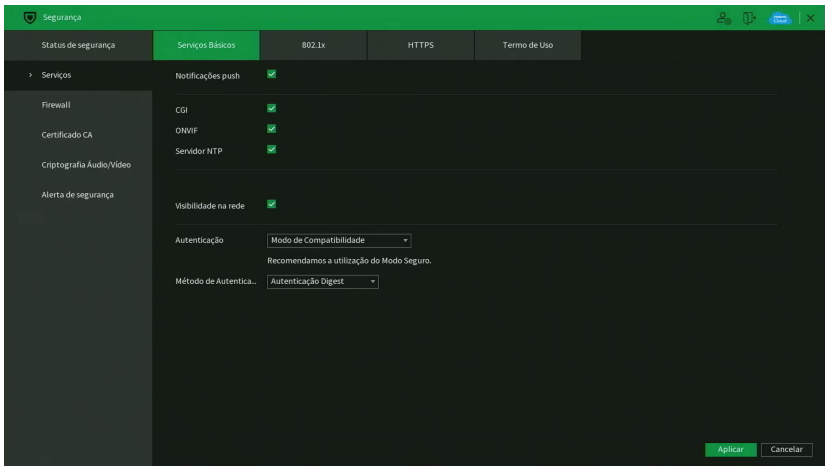 Segurança
Status de segurança
Serviços Básicos
802.1x
HTTPS
Termo de Uso
Serviços
Firewall
Certificado CA
Criptografia Áudio/Vídeo
Alerta de segurança
Notificações push
CGI
ONVIF
Servidor NTP
Visibilidade na rede
Autenticação
Modo de Compatibilidade
Recomendamos a utilização do Modo Seguro.
Método de Autentica...
Autenticação Digest
Aplicar
Cancelar